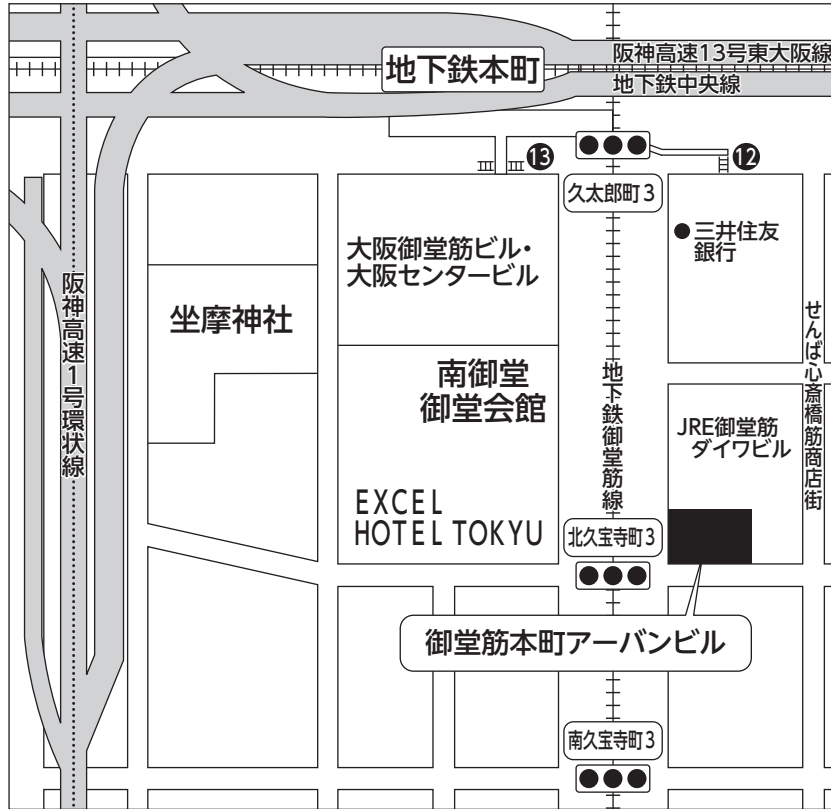 地下鉄本町
阪神高速13号東大阪線
地下鉄中央線
13
12
久太郎町3
三井住友
銀行
大阪御堂筋ビル・
大阪センタービル
坐摩神社
阪神高速1号環状線
南御堂
御堂会館
地下鉄御堂筋線
せんば心斎橋筋商店街
JRE御堂筋
ダイワビル
EXCEL
HOTEL TOKYU
北久宝寺町3
御堂筋本町アーバンビル
南久宝寺町3